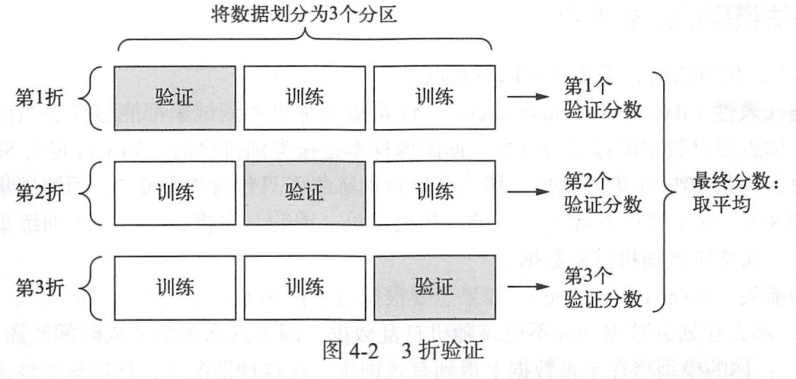 将数据划分为3个分区
第1折 验证 训练 训练 第1个
验证分数
第2折 训练 验证 训练 第2个
验证分数
最终分数：
取平均
第3折 训练 训练 验证 第3个
验证分数
图 4-2 3 折验证